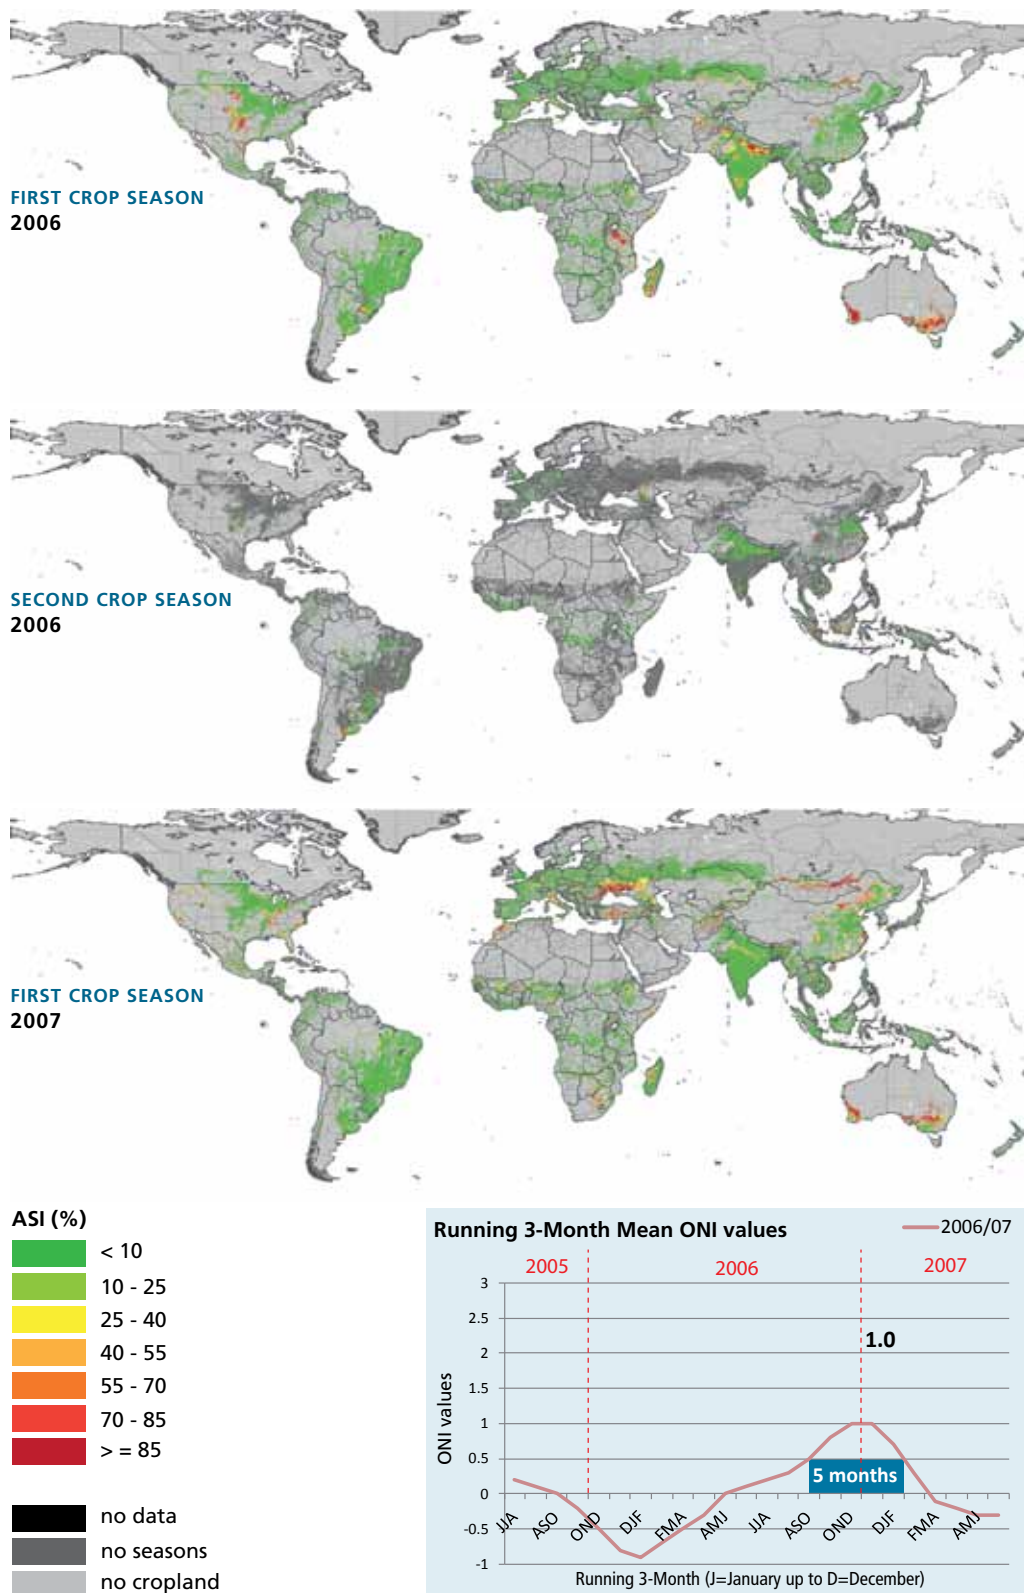 FIRST CROP SEASON
2006
SECOND CROP SEASON
2006
FIRST CROP SEASON
2007
ASI (%)
< 10
10 - 25
25 - 40
40 - 55
55 - 70
70 - 85
> = 85
no data
no seasons
no cropland
Running 3-Month Mean ONI values
2006/07
2005
2006
2007
3
2.5
2
1.5
1
0.5
0
-0.5
-1
ONI values
1.0
5 months
JJA
ASO
OND
DJF
FMA
AMJ
JJA
ASO
OND
DJF
FMA
AMJ
Running 3-Month (J=January up to D=December)